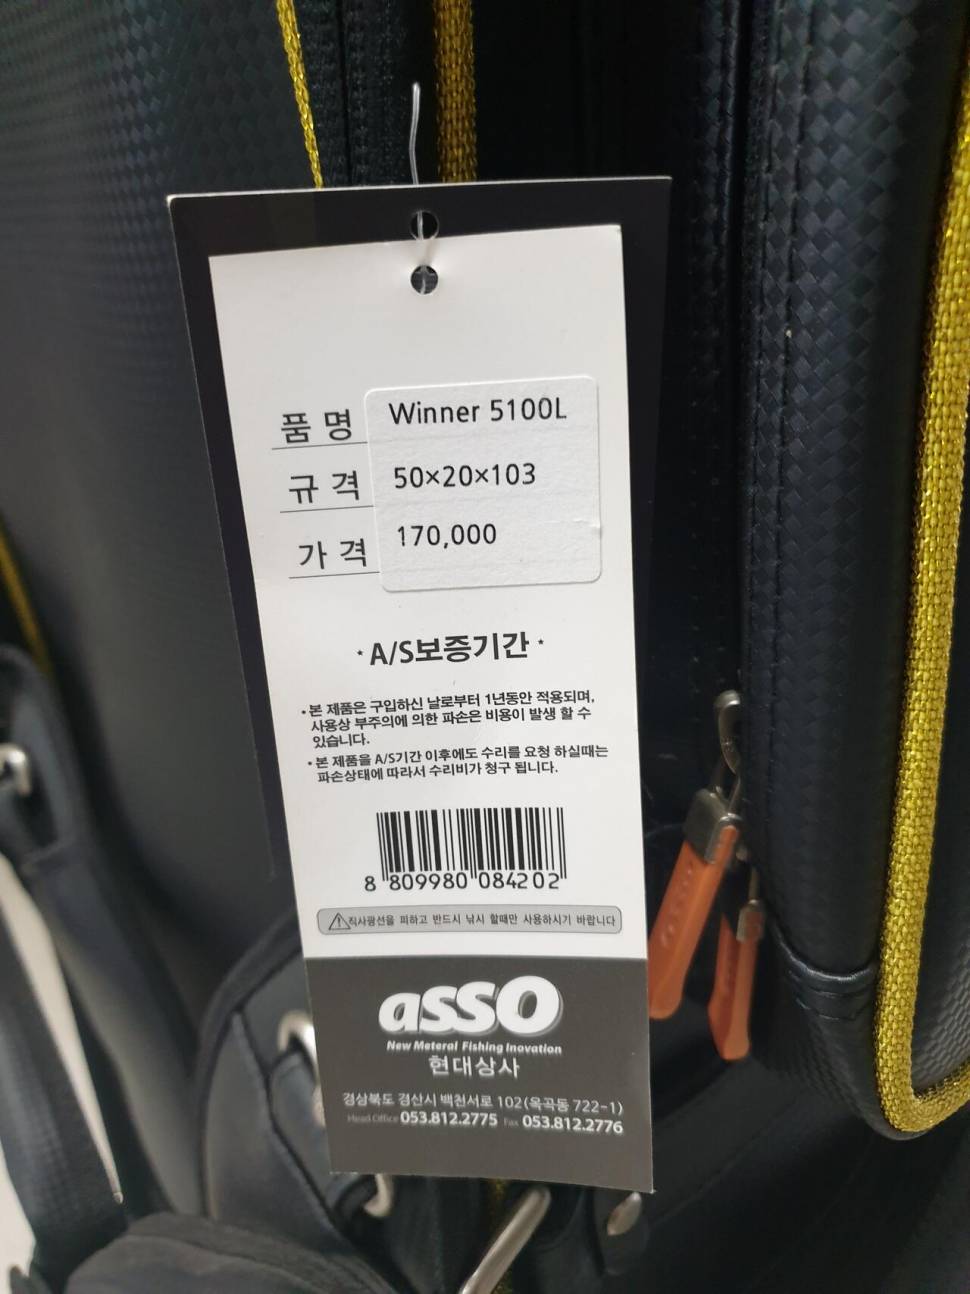 품 명 Winner 5100L
규 격 50×20×103
가 격 170,000
· A/S보증기간 ·
• 본 제품은 구입하신 날로부터 1년동안 적용되며,
사용상 부주의에 의한 파손은 비용이 발생 할 수
있습니다.
• 본 제품을 A/S기간 이후에도 수리를 요청 하실때는
파손상태에 따라서 수리비가 청구 됩니다.
8 809980 084202
직사광선을 피하고 반드시 낚시 할때만 사용하시기 바랍니다
asso
New Meteral Fishing Inovation
현대상사
경상북도 경산시 백천서로 102(옥곡동 722-1)
Head Office 053.812.2775 Fax 053.812.2776